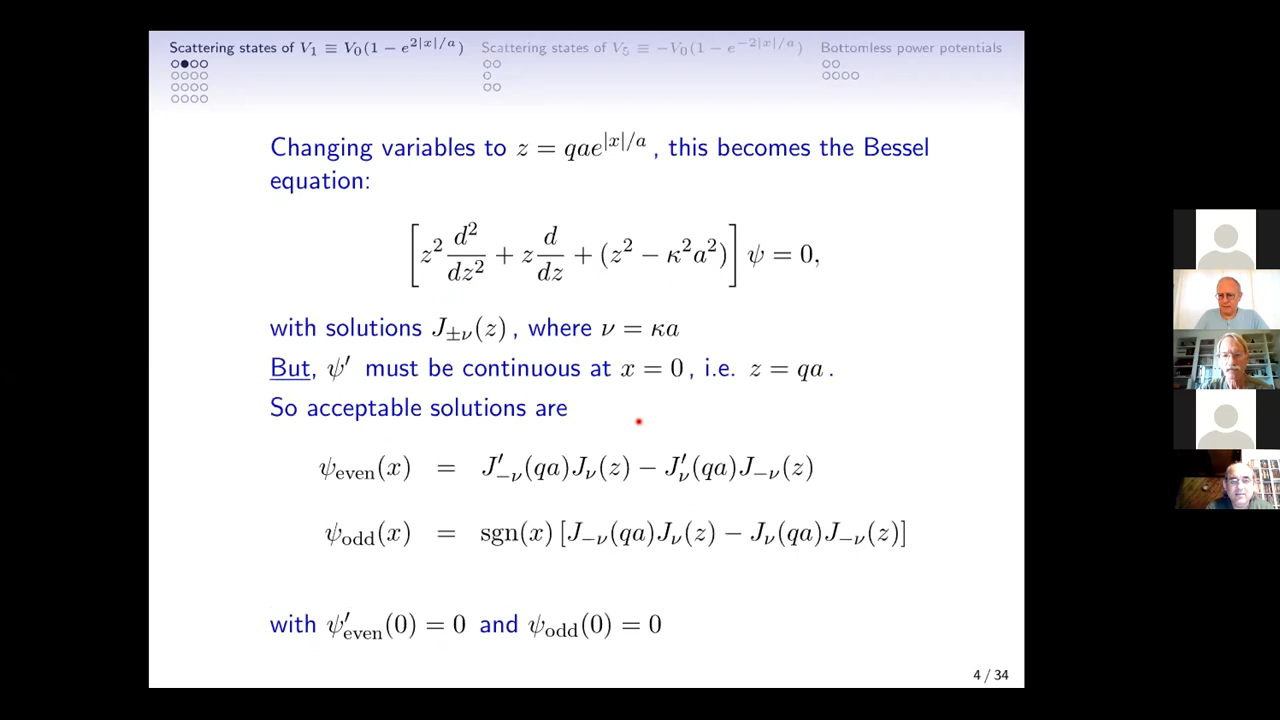 Scattering states of V₁ ≡ V₀(1 − e^{2|x|/a}) Scattering states of V₅ ≡ −V₀(1 − e^{−2|x|/a}) Bottomless power potentials
Changing variables to z = qae^{|x|/a}, this becomes the Bessel
equation:
[z² d²/dz² + z d/dz + (z² − κ²a²)] ψ = 0,
with solutions J_{±ν}(z), where ν = κa
But, ψ′ must be continuous at x = 0, i.e. z = qa.
So acceptable solutions are
ψ_even(x) = J′_{−ν}(qa)J_ν(z) − J′_ν(qa)J_{−ν}(z)
ψ_odd(x) = sgn(x) [J_{−ν}(qa)J_ν(z) − J_ν(qa)J_{−ν}(z)]
with ψ′_even(0) = 0 and ψ_odd(0) = 0
4 / 34